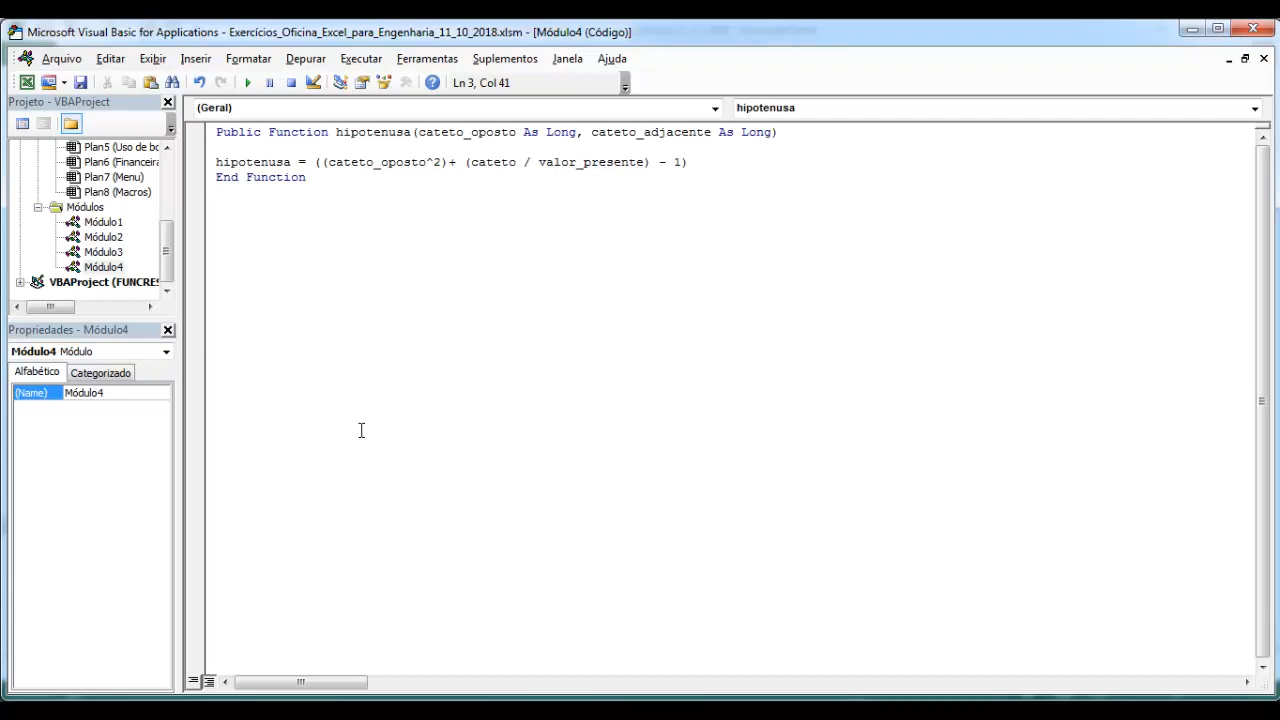 Microsoft Visual Basic for Applications - Exercícios_Oficina_Excel_para_Engenharia_11_10_2018.xlsm - [Módulo4 (Código)]
Arquivo Editar Exibir Inserir Formatar Depurar Executar Ferramentas Suplementos Janela Ajuda
Ln 3, Col 41
Projeto - VBAProject
(Geral) hipotenusa
Plan5 (Uso de bo
Plan6 (Financeira
Plan7 (Menu)
Plan8 (Macros)
Módulos
Módulo1
Módulo2
Módulo3
Módulo4
VBAProject (FUNCRES
Propriedades - Módulo4
Módulo4 Módulo
Alfabético Categorizado
(Name) Módulo4
Public Function hipotenusa(cateto_oposto As Long, cateto_adjacente As Long)
hipotenusa = ((cateto_oposto^2)+ (cateto / valor_presente) - 1)
End Function